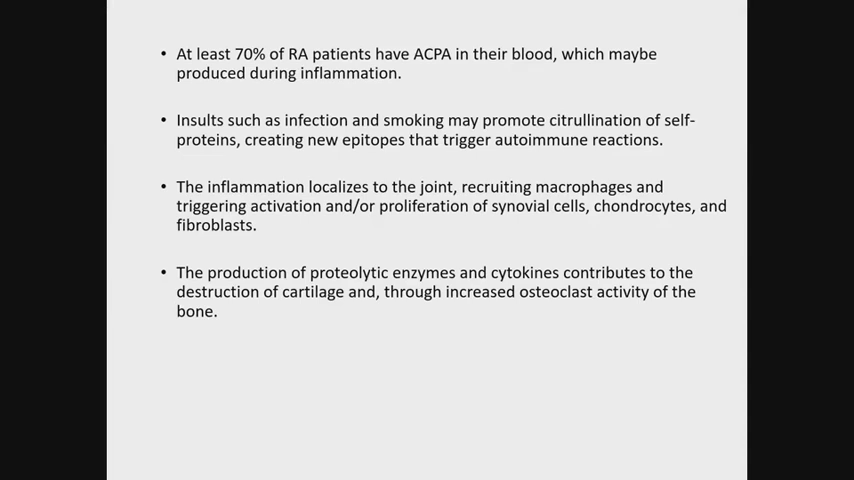 • At least 70% of RA patients have ACPA in their blood, which maybe
produced during inflammation.
• Insults such as infection and smoking may promote citrullination of self-
proteins, creating new epitopes that trigger autoimmune reactions.
• The inflammation localizes to the joint, recruiting macrophages and
triggering activation and/or proliferation of synovial cells, chondrocytes, and
fibroblasts.
• The production of proteolytic enzymes and cytokines contributes to the
destruction of cartilage and, through increased osteoclast activity of the
bone.